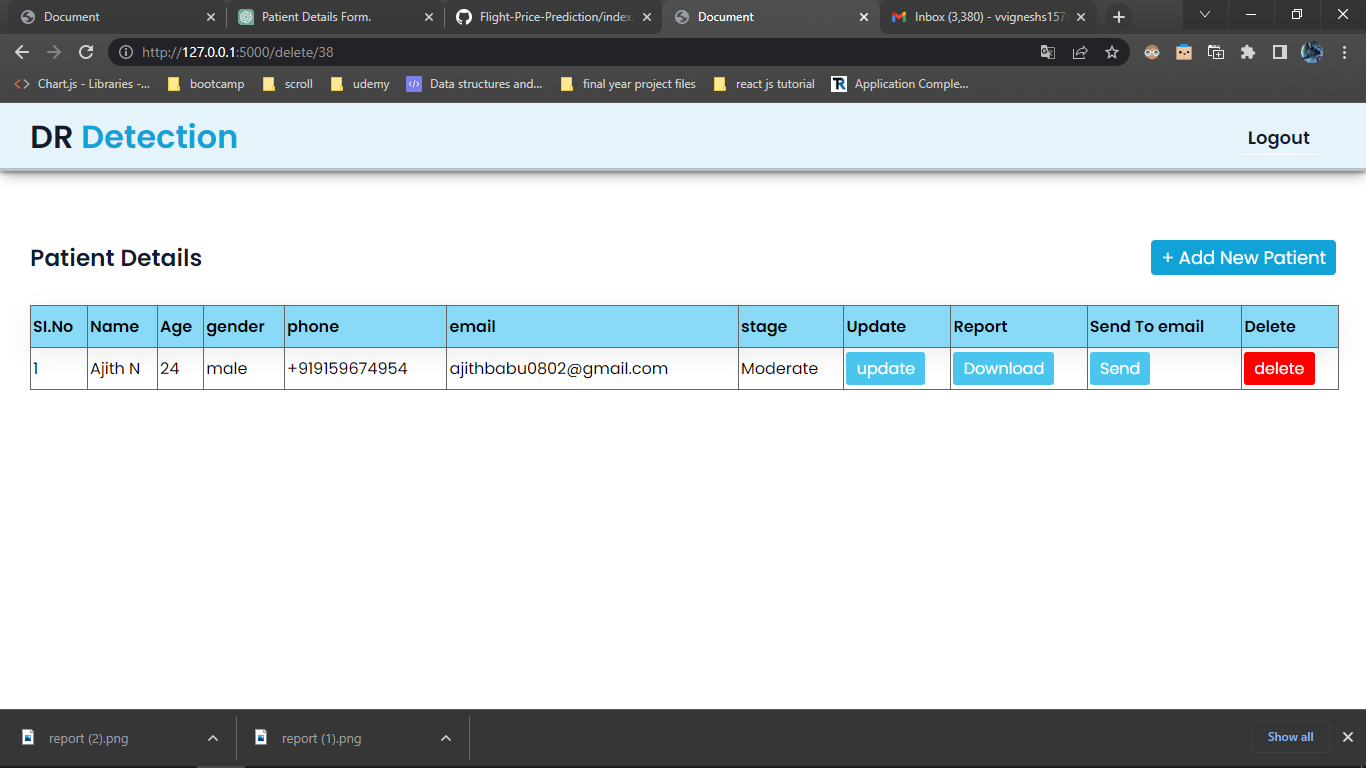 Document
Patient Details Form.
Flight-Price-Prediction/index.
Document
Inbox (3,380) - vvigneshs157
http://127.0.0.1:5000/delete/38
Chart.js - Libraries -...
bootcamp
scroll
udemy
Data structures and...
final year project files
react js tutorial
Application Comple...
DR Detection
Logout
Patient Details
+ Add New Patient
SI.No Name Age gender phone email stage Update Report Send To email Delete
1 Ajith N 24 male +919159674954 ajithbabu0802@gmail.com Moderate update Download Send delete
report (2).png
report (1).png
Show all